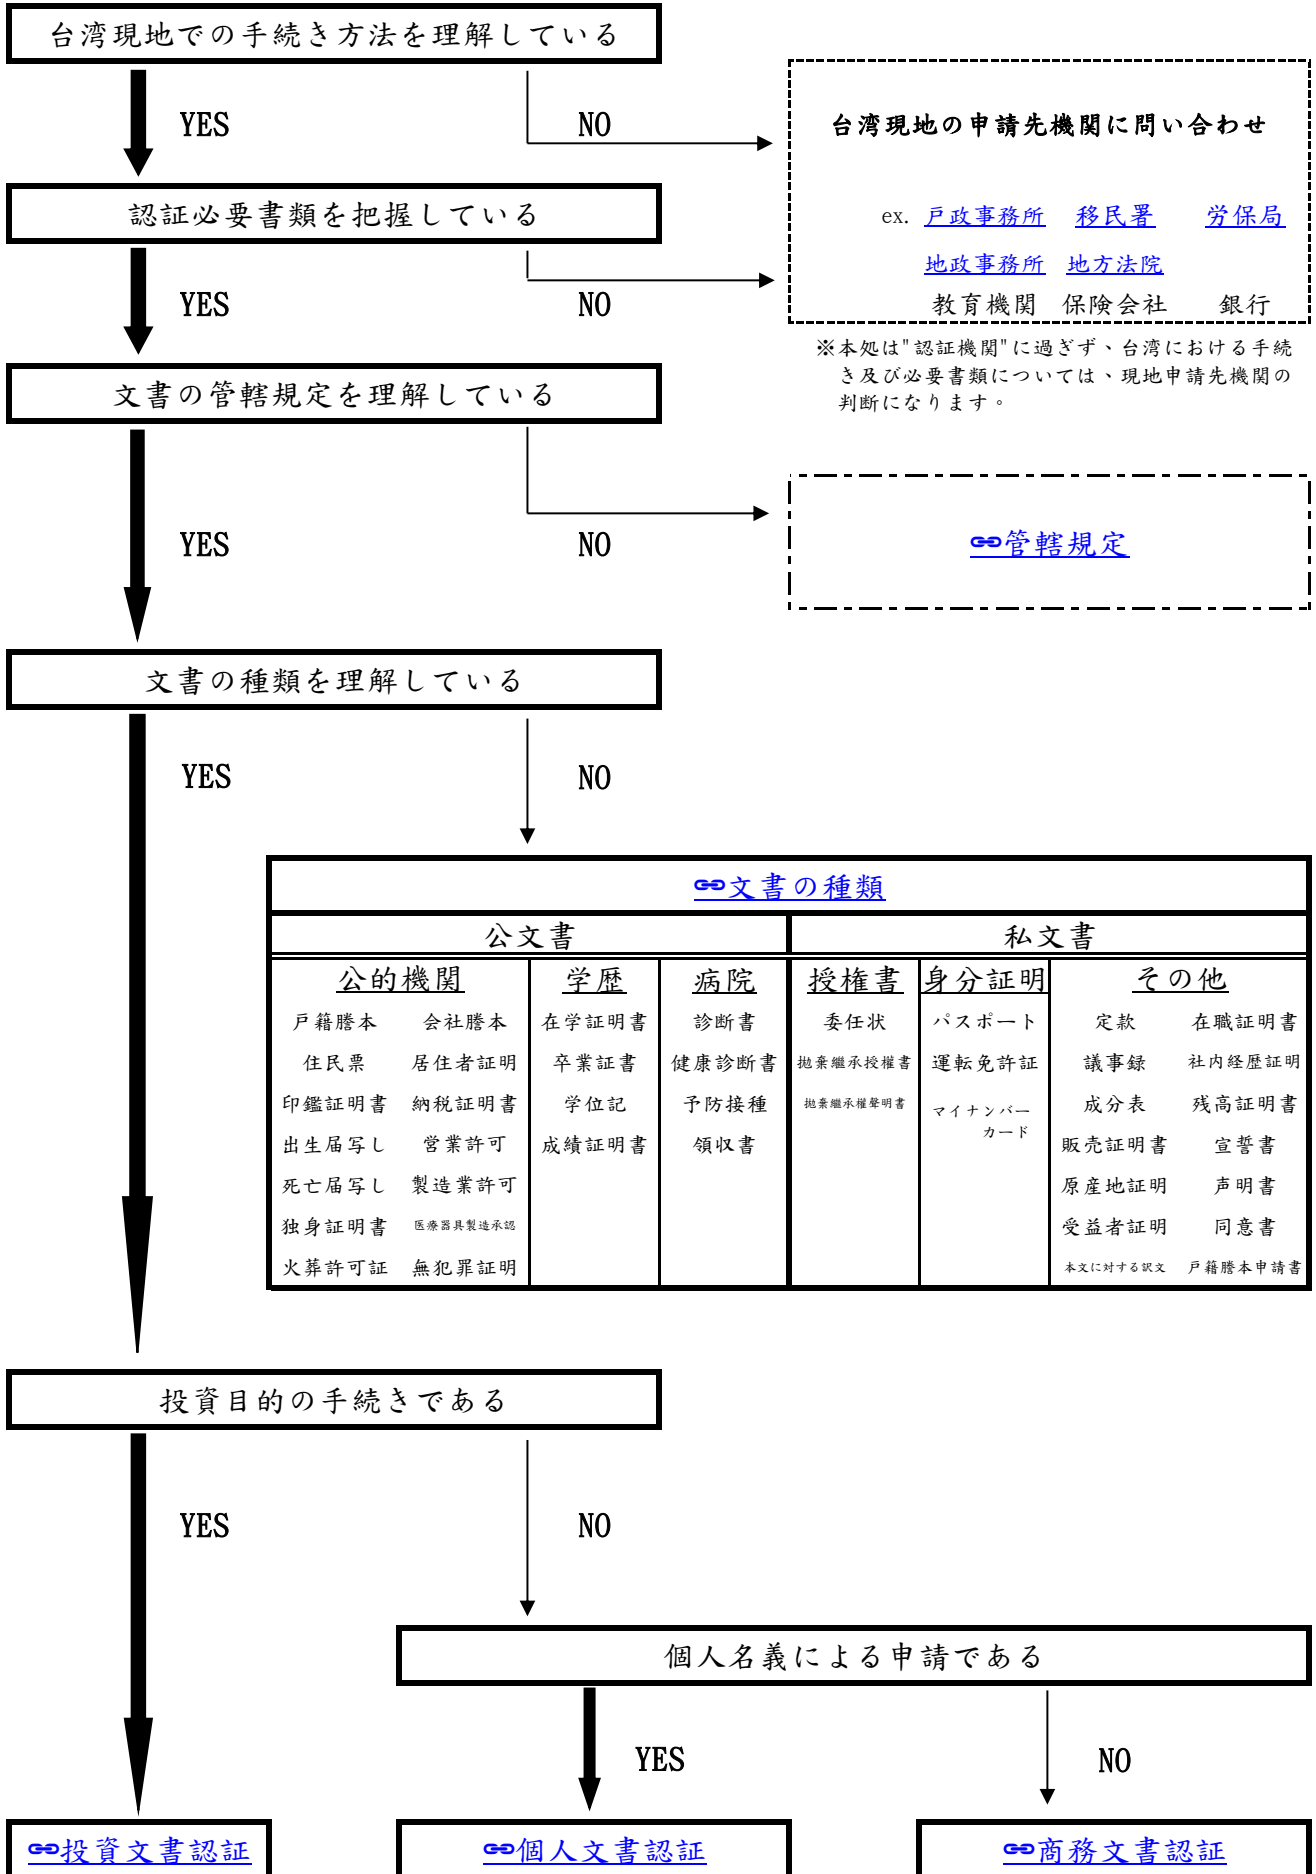 台湾現地での手続き方法を理解している
YES
NO
台湾現地の申請先機関に問い合わせ
ex. 戸政事務所 移民署 労保局
地政事務所 地方法院
教育機関 保険会社 銀行
認証必要書類を把握している
YES
NO
※本処は"認証機関"に過ぎず、台湾における手続
き及び必要書類については、現地申請先機関の
判断になります。
文書の管轄規定を理解している
YES
NO
管轄規定
文書の種類を理解している
YES
NO
文書の種類
公文書 私文書
公的機関 学歴 病院 授権書 身分証明 その他
戸籍謄本 会社謄本 在学証明書 診断書 委任状 パスポート 定款 在職証明書
住民票 居住者証明 卒業証書 健康診断書 拋棄繼承授権書 運転免許証 議事録 社内経歴証明
印鑑証明書 納税証明書 学位記 予防接種 拋棄繼承權聲明書 マイナンバー 成分表 残高証明書
カード
出生届写し 営業許可 成績証明書 領収書 販売証明書 宣誓書
死亡届写し 製造業許可 原産地証明 声明書
独身証明書 医療器具製造承認 受益者証明 同意書
火葬許可証 無犯罪証明 本文に対する訳文 戸籍謄本申請書
投資目的の手続きである
YES
NO
個人名義による申請である
YES
NO
投資文書認証 個人文書認証 商務文書認証